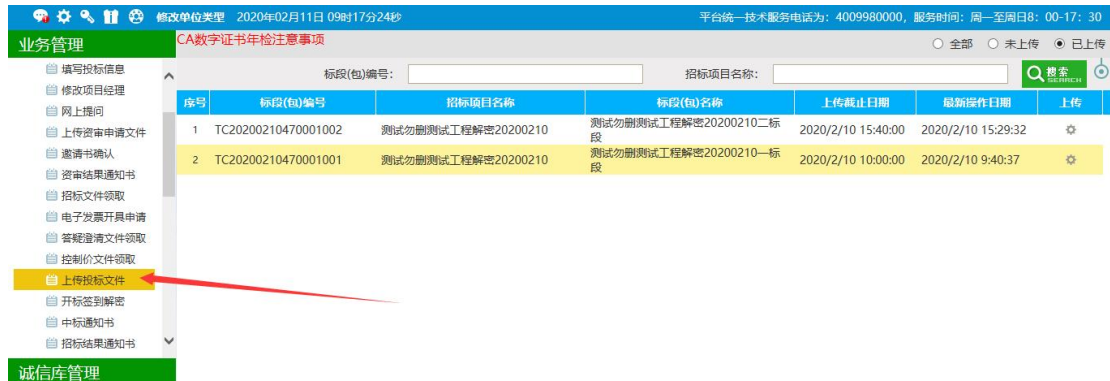 修改单位类型 2020年02月11日 09时17分24秒 平台统一技术服务电话为：4009980000，服务时间：周一至周日8：00-17：30
业务管理
CA数字证书年检注意事项
全部 未上传 已上传
填写投标信息
修改项目经理
网上提问
上传资审申请文件
邀请书确认
资审结果通知书
招标文件领取
电子发票开具申请
答疑澄清文件领取
控制价文件领取
上传投标文件
开标签到解密
中标通知书
招标结果通知书
诚信库管理
标段(包)编号： 招标项目名称： 搜索
SEARCH
序号 标段(包)编号 招标项目名称 标段(包)名称 上传截止日期 最新操作日期 上传
1 TC20200210470001002 测试勿删测试工程解密20200210 测试勿删测试工程解密20200210二标 2020/2/10 15:40:00 2020/2/10 15:29:32
段
2 TC20200210470001001 测试勿删测试工程解密20200210 测试勿删测试工程解密20200210一标 2020/2/10 10:00:00 2020/2/10 9:40:37
段